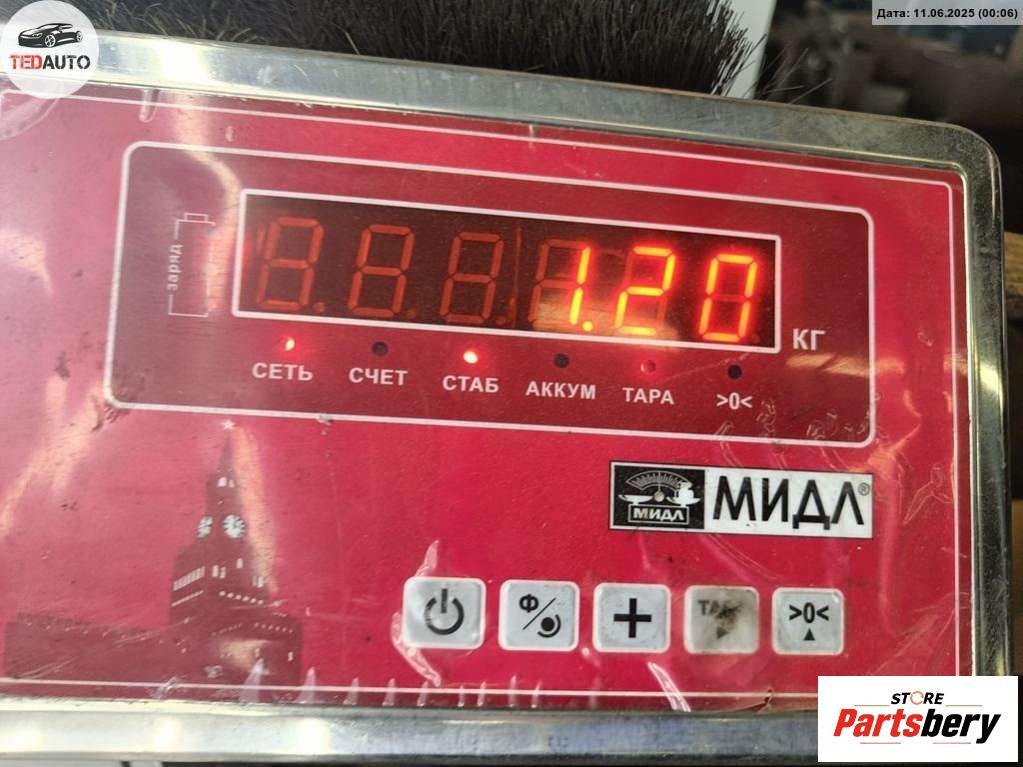 Дата: 11.06.2025 (00:06)
TEDAUTO
заряд
1.20
КГ
СЕТЬ СЧЕТ СТАБ АККУМ ТАРА >0<
МИДЛ МИДЛ®
Ф/ + >0<
STORE
Partsbery